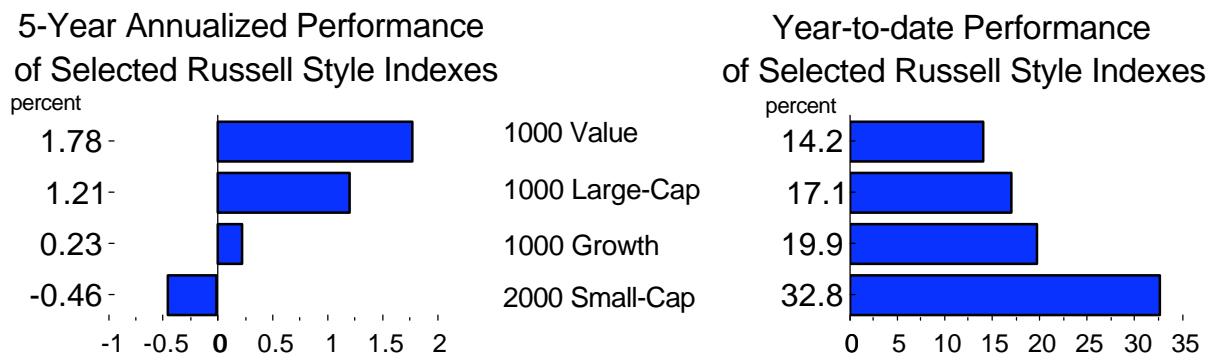 5-Year Annualized Performance
of Selected Russell Style Indexes
percent
1.78
1.21
0.23
-0.46
-1 -0.5 0 0.5 1 1.5 2
1000 Value
1000 Large-Cap
1000 Growth
2000 Small-Cap
Year-to-date Performance
of Selected Russell Style Indexes
percent
14.2
17.1
19.9
32.8
0 5 10 15 20 25 30 35